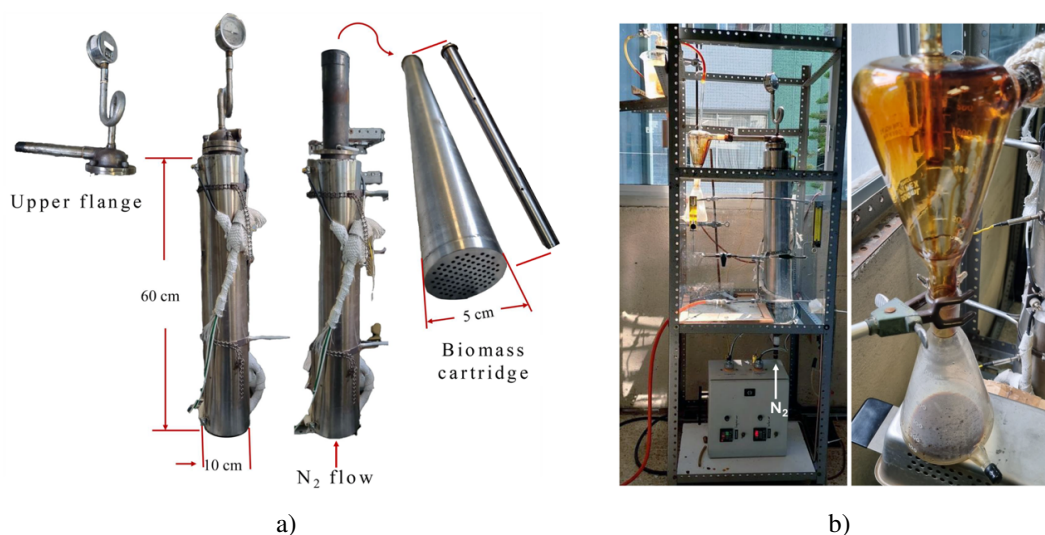 Upper flange
60 cm
10 cm
N₂ flow
5 cm
Biomass
cartridge
N₂
a)
b)